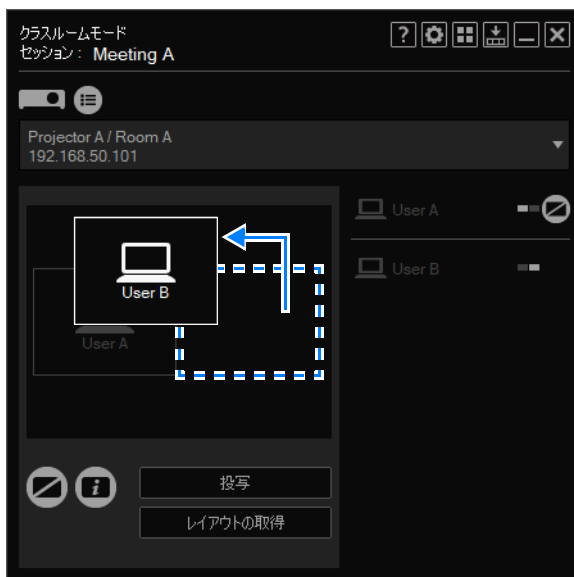 クラスルームモード
セッション： Meeting A
?
Projector A / Room A
192.168.50.101
User B
User A
User A
User B
i
投写
レイアウトの取得